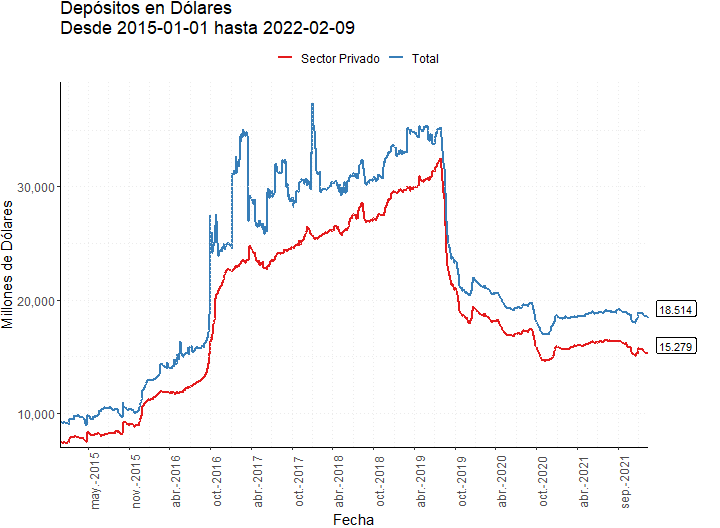 Depósitos en Dólares
Desde 2015-01-01 hasta 2022-02-09
Sector Privado Total
Millones de Dólares
30,000
20,000
10,000
18.514
15.279
may.-2015
nov.-2015
abr.-2016
oct.-2016
abr.-2017
oct.-2017
abr.-2018
oct.-2018
abr.-2019
oct.-2019
abr.-2020
oct.-2020
abr.-2021
sep.-2021
Fecha